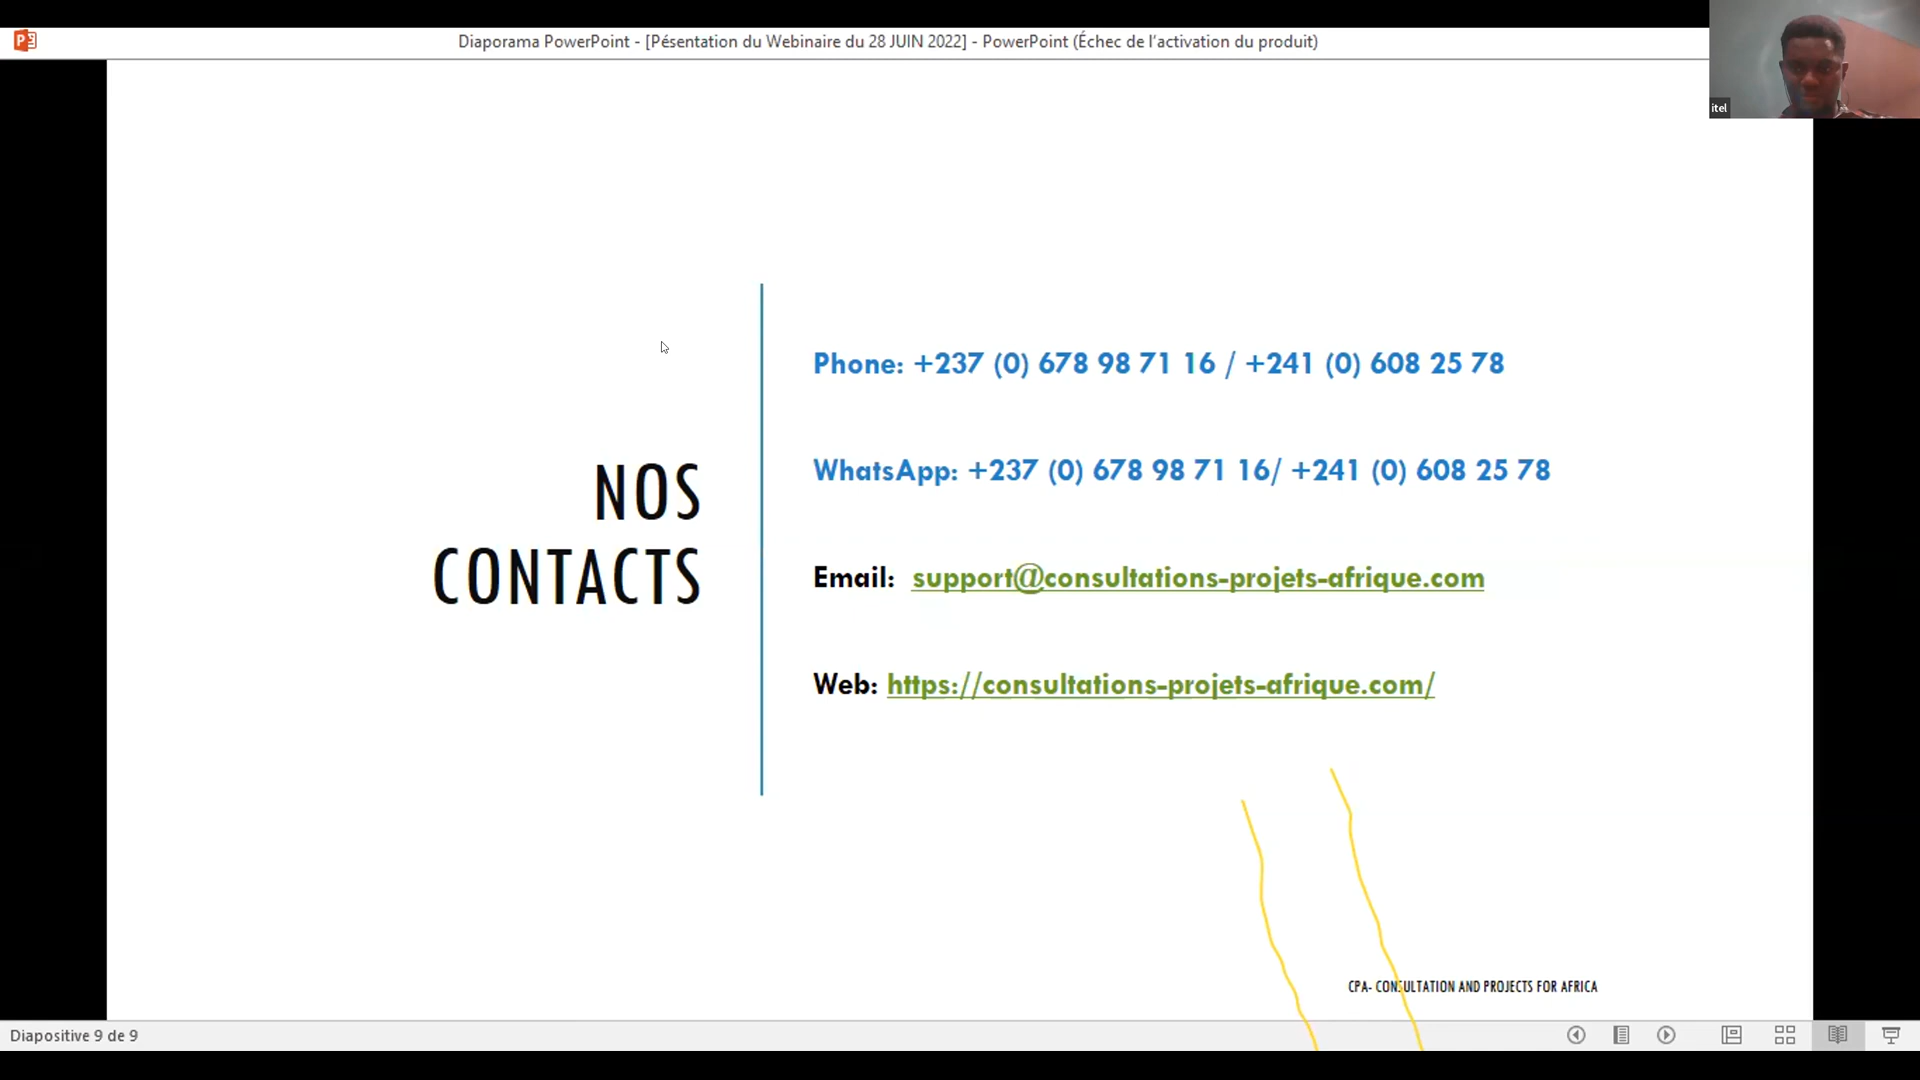 Diaporama PowerPoint - [Pésentation du Webinaire du 28 JUIN 2022] - PowerPoint (Échec de l'activation du produit)
itel
NOS
CONTACTS
Phone: +237 (0) 678 98 71 16 / +241 (0) 608 25 78
WhatsApp: +237 (0) 678 98 71 16/ +241 (0) 608 25 78
Email: support@consultations-projets-afrique.com
Web: https://consultations-projets-afrique.com/
CPA- CONSULTATION AND PROJECTS FOR AFRICA
Diapositive 9 de 9